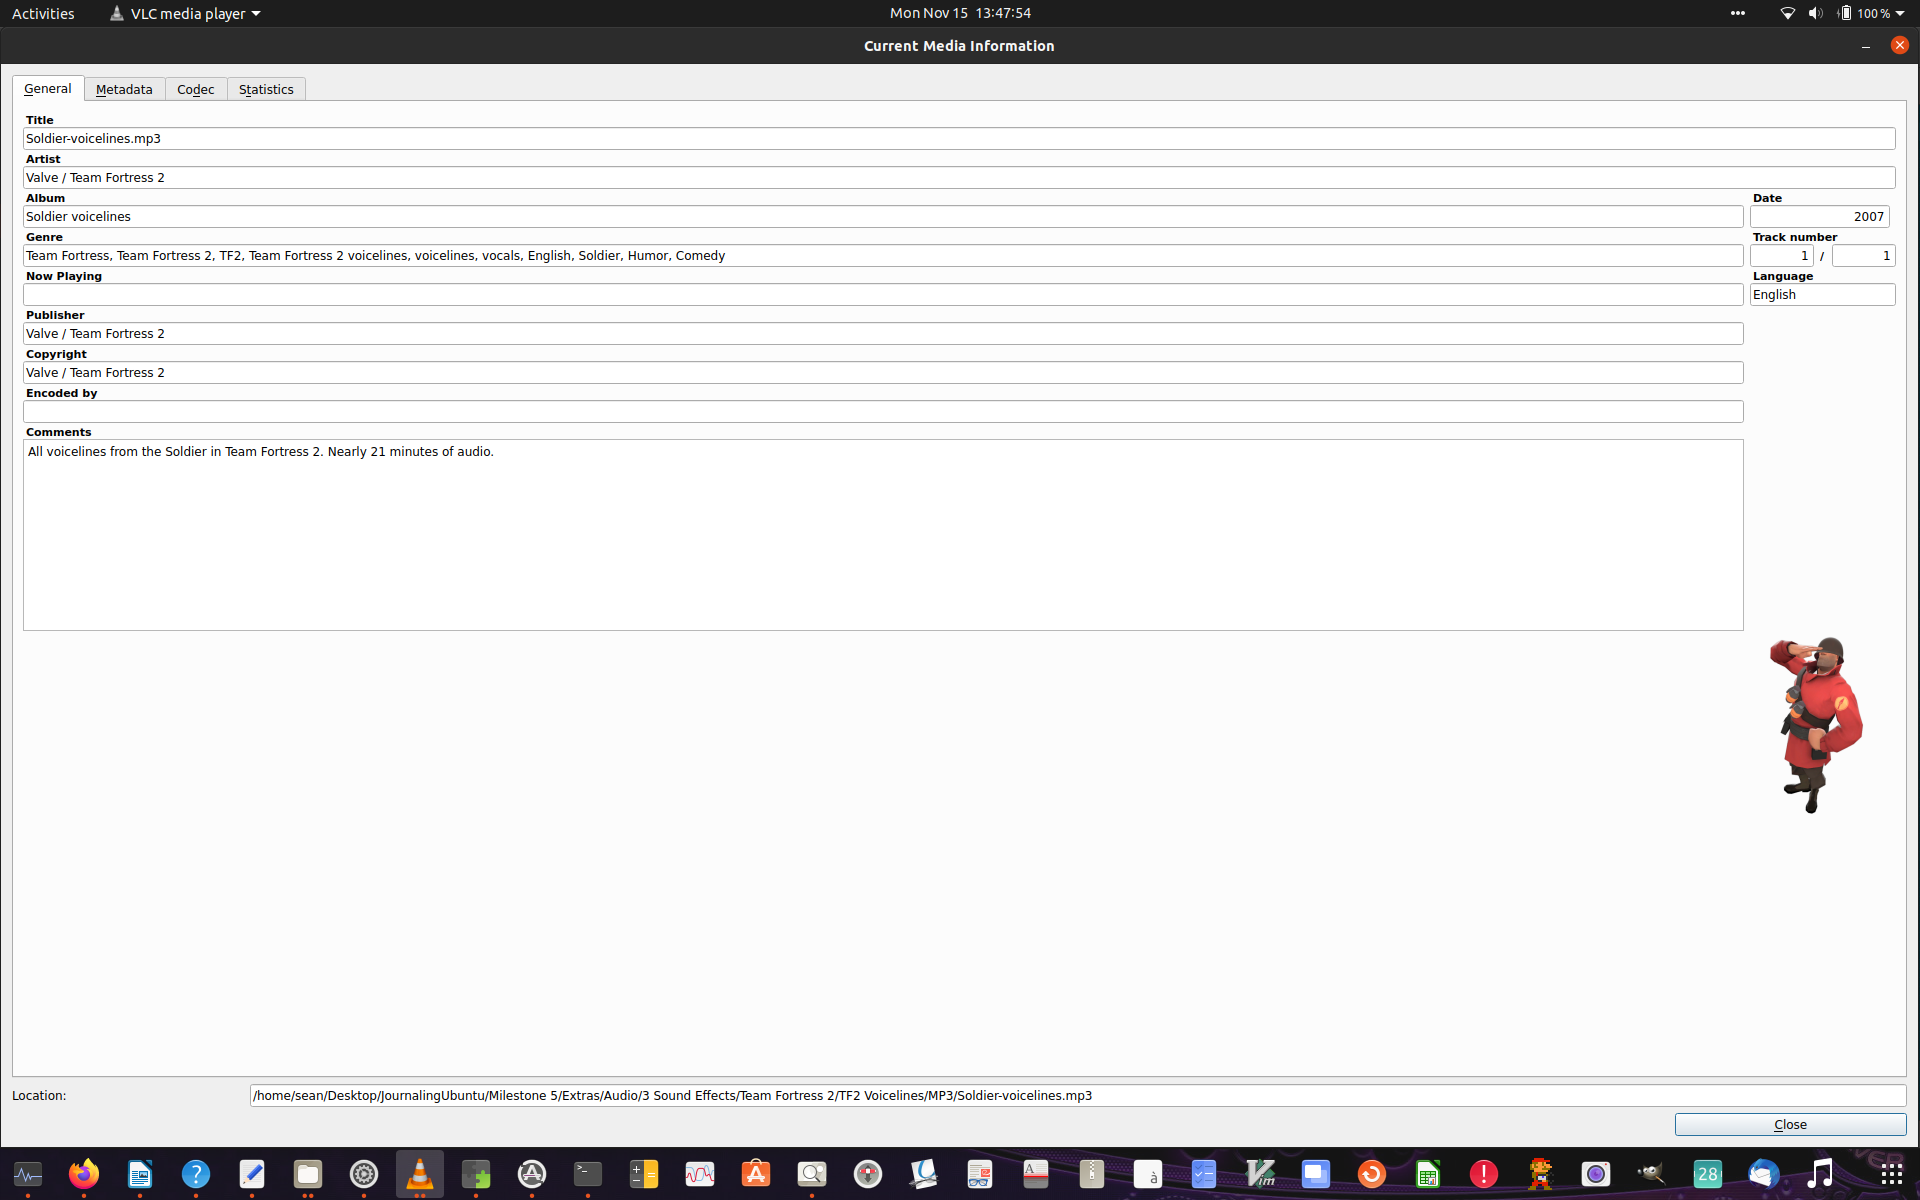 Activities VLC media player Mon Nov 15 13:47:54 100 %
Current Media Information
General Metadata Codec Statistics
Title
Soldier-voicelines.mp3
Artist
Valve / Team Fortress 2
Album Date
Soldier voicelines 2007
Genre Track number
Team Fortress, Team Fortress 2, TF2, Team Fortress 2 voicelines, voicelines, vocals, English, Soldier, Humor, Comedy 1 / 1
Now Playing Language
English
Publisher
Valve / Team Fortress 2
Copyright
Valve / Team Fortress 2
Encoded by
Comments
All voicelines from the Soldier in Team Fortress 2. Nearly 21 minutes of audio.
Location: /home/sean/Desktop/JournalingUbuntu/Milestone 5/Extras/Audio/3 Sound Effects/Team Fortress 2/TF2 Voicelines/MP3/Soldier-voicelines.mp3
Close
? >_ A à Vim ! 28